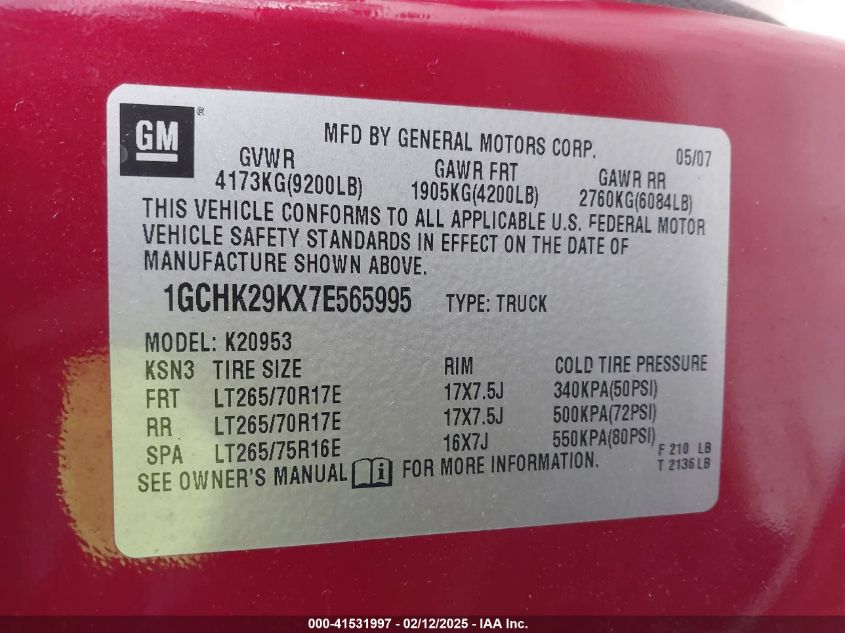 GM ®
MFD BY GENERAL MOTORS CORP. 05/07
GVWR GAWR FRT GAWR RR
4173KG(9200LB) 1905KG(4200LB) 2760KG(6084LB)
THIS VEHICLE CONFORMS TO ALL APPLICABLE U.S. FEDERAL MOTOR
VEHICLE SAFETY STANDARDS IN EFFECT ON THE DATE OF
MANUFACTURE SHOWN ABOVE.
1GCHK29KX7E565995 TYPE: TRUCK
MODEL: K20953
KSN3 TIRE SIZE RIM COLD TIRE PRESSURE
FRT LT265/70R17E 17X7.5J 340KPA(50PSI)
RR LT265/70R17E 17X7.5J 500KPA(72PSI)
SPA LT265/75R16E 16X7J 550KPA(80PSI)
F 210 LB
T 2136 LB
SEE OWNER'S MANUAL i FOR MORE INFORMATION.
000-41531997 - 02/12/2025 - IAA Inc.